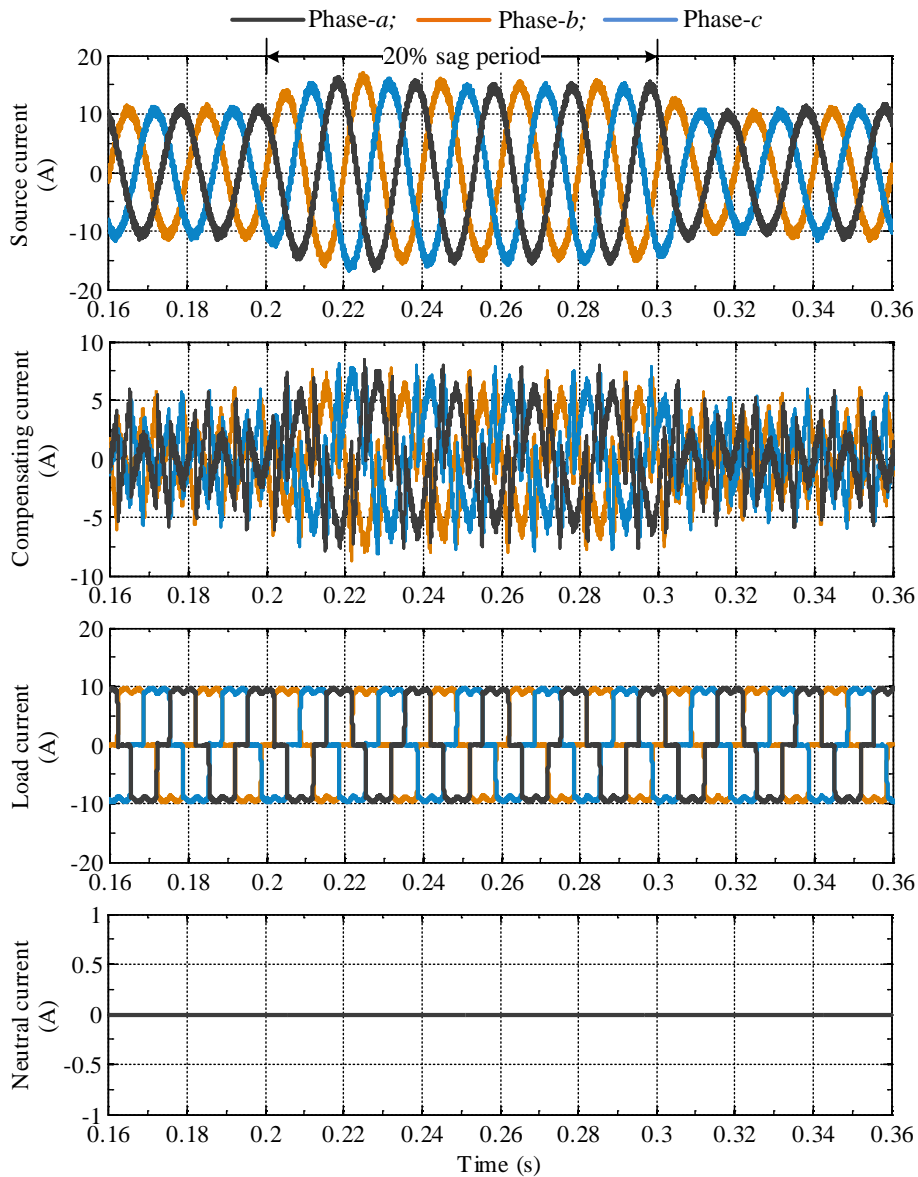 Phase-a; Phase-b; Phase-c
20% sag period
Source current
(A)
20
10
0
-10
-20
0.16 0.18 0.2 0.22 0.24 0.26 0.28 0.3 0.32 0.34 0.36
Compensating current
(A)
10
5
0
-5
-10
0.16 0.18 0.2 0.22 0.24 0.26 0.28 0.3 0.32 0.34 0.36
Load current
(A)
20
10
0
-10
-20
0.16 0.18 0.2 0.22 0.24 0.26 0.28 0.3 0.32 0.34 0.36
Neutral current
(A)
1
0.5
0
-0.5
-1
0.16 0.18 0.2 0.22 0.24 0.26 0.28 0.3 0.32 0.34 0.36
Time (s)